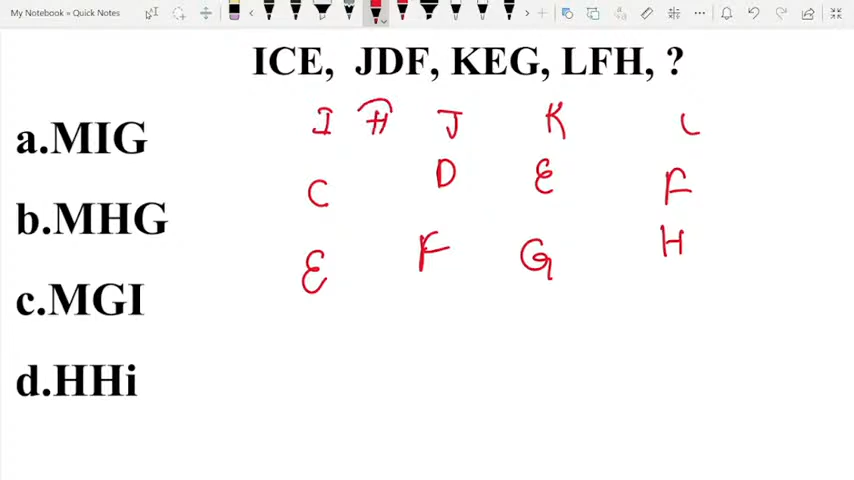 My Notebook » Quick Notes
ICE, JDF, KEG, LFH, ?
I H J K L
a.MIG
C D E F
b.MHG
E F G H
c.MGI
d.HHi